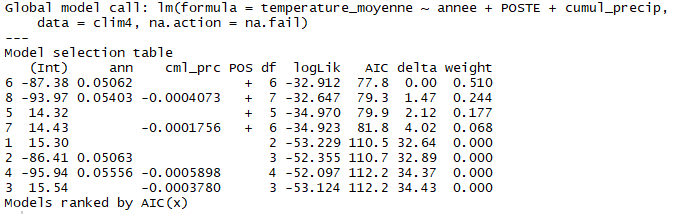 Global model call: lm(formula = temperature_moyenne ~ annee + POSTE + cumul_precip,
    data = clim4, na.action = na.fail)
---
Model selection table
   (Int)     ann    cml_prc POS df  logLik   AIC delta weight
6 -87.38 0.05062              +  6 -32.912  77.8  0.00  0.510
8 -93.97 0.05403 -0.0004073   +  7 -32.647  79.3  1.47  0.244
5  14.32                      +  5 -34.970  79.9  2.12  0.177
7  14.43         -0.0001756   +  6 -34.923  81.8  4.02  0.068
1  15.30                         2 -53.229 110.5 32.64  0.000
2 -86.41 0.05063                 3 -52.355 110.7 32.89  0.000
4 -95.94 0.05556 -0.0005898      4 -52.097 112.2 34.37  0.000
3  15.54         -0.0003780      3 -53.124 112.2 34.43  0.000
Models ranked by AIC(x)